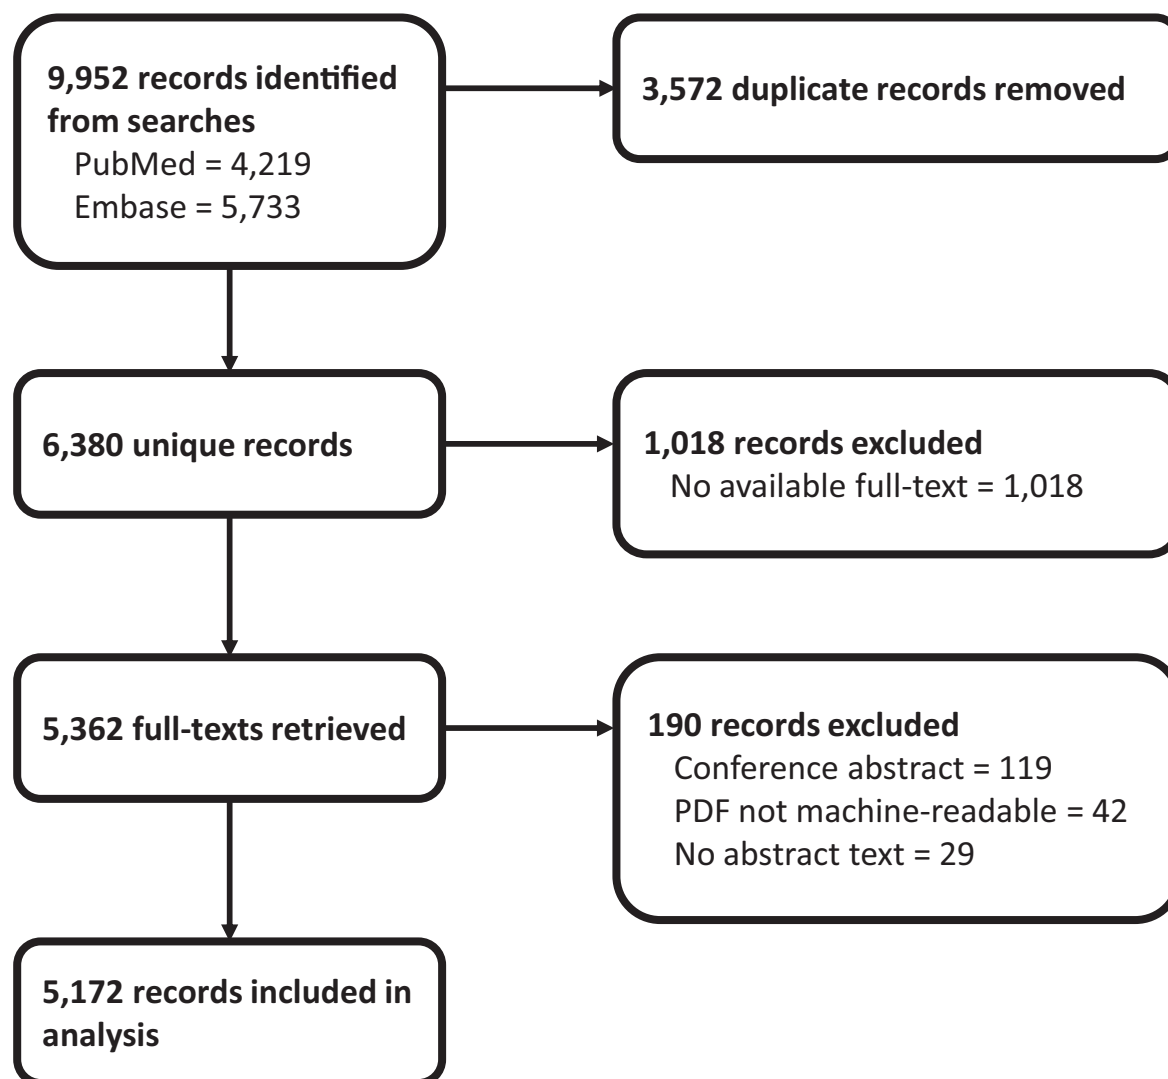 9,952 records identified
from searches
PubMed = 4,219
Embase = 5,733
3,572 duplicate records removed
6,380 unique records
1,018 records excluded
No available full-text = 1,018
5,362 full-texts retrieved
190 records excluded
Conference abstract = 119
PDF not machine-readable = 42
No abstract text = 29
5,172 records included in
analysis